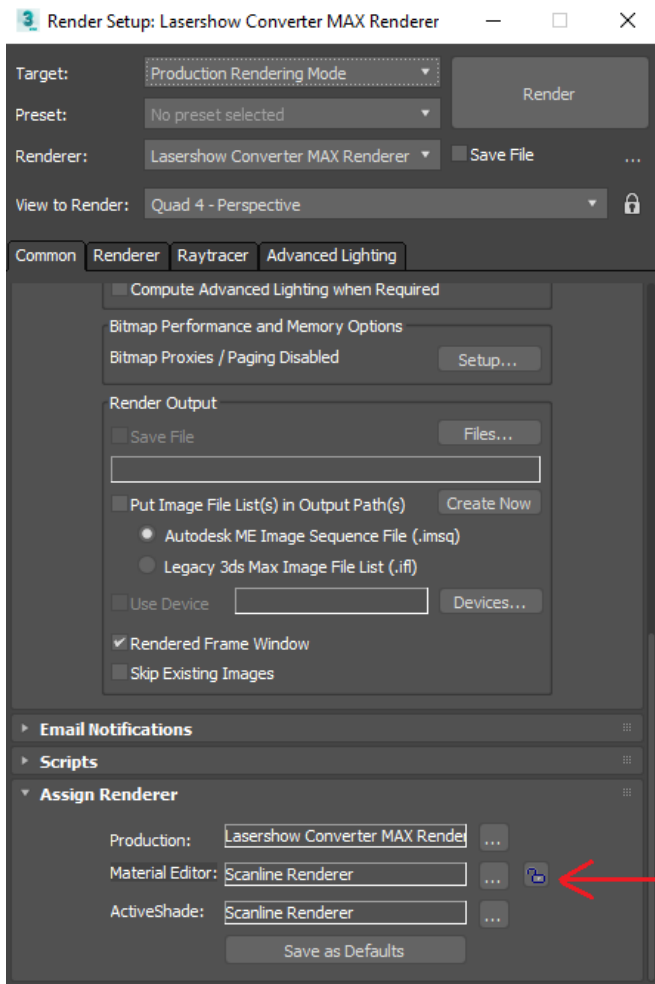 3 Render Setup: Lasershow Converter MAX Renderer
Target: Production Rendering Mode
Render
Preset: No preset selected
Renderer: Lasershow Converter MAX Renderer Save File ...
View to Render: Quad 4 - Perspective
Common Renderer Raytracer Advanced Lighting
Compute Advanced Lighting when Required
Bitmap Performance and Memory Options
Bitmap Proxies / Paging Disabled Setup...
Render Output
Save File Files...
Put Image File List(s) in Output Path(s) Create Now
Autodesk ME Image Sequence File (.imsq)
Legacy 3ds Max Image File List (.ifl)
Use Device Devices...
Rendered Frame Window
Skip Existing Images
Email Notifications
Scripts
Assign Renderer
Production: Lasershow Converter MAX Render ...
Material Editor: Scanline Renderer ...
ActiveShade: Scanline Renderer ...
Save as Defaults